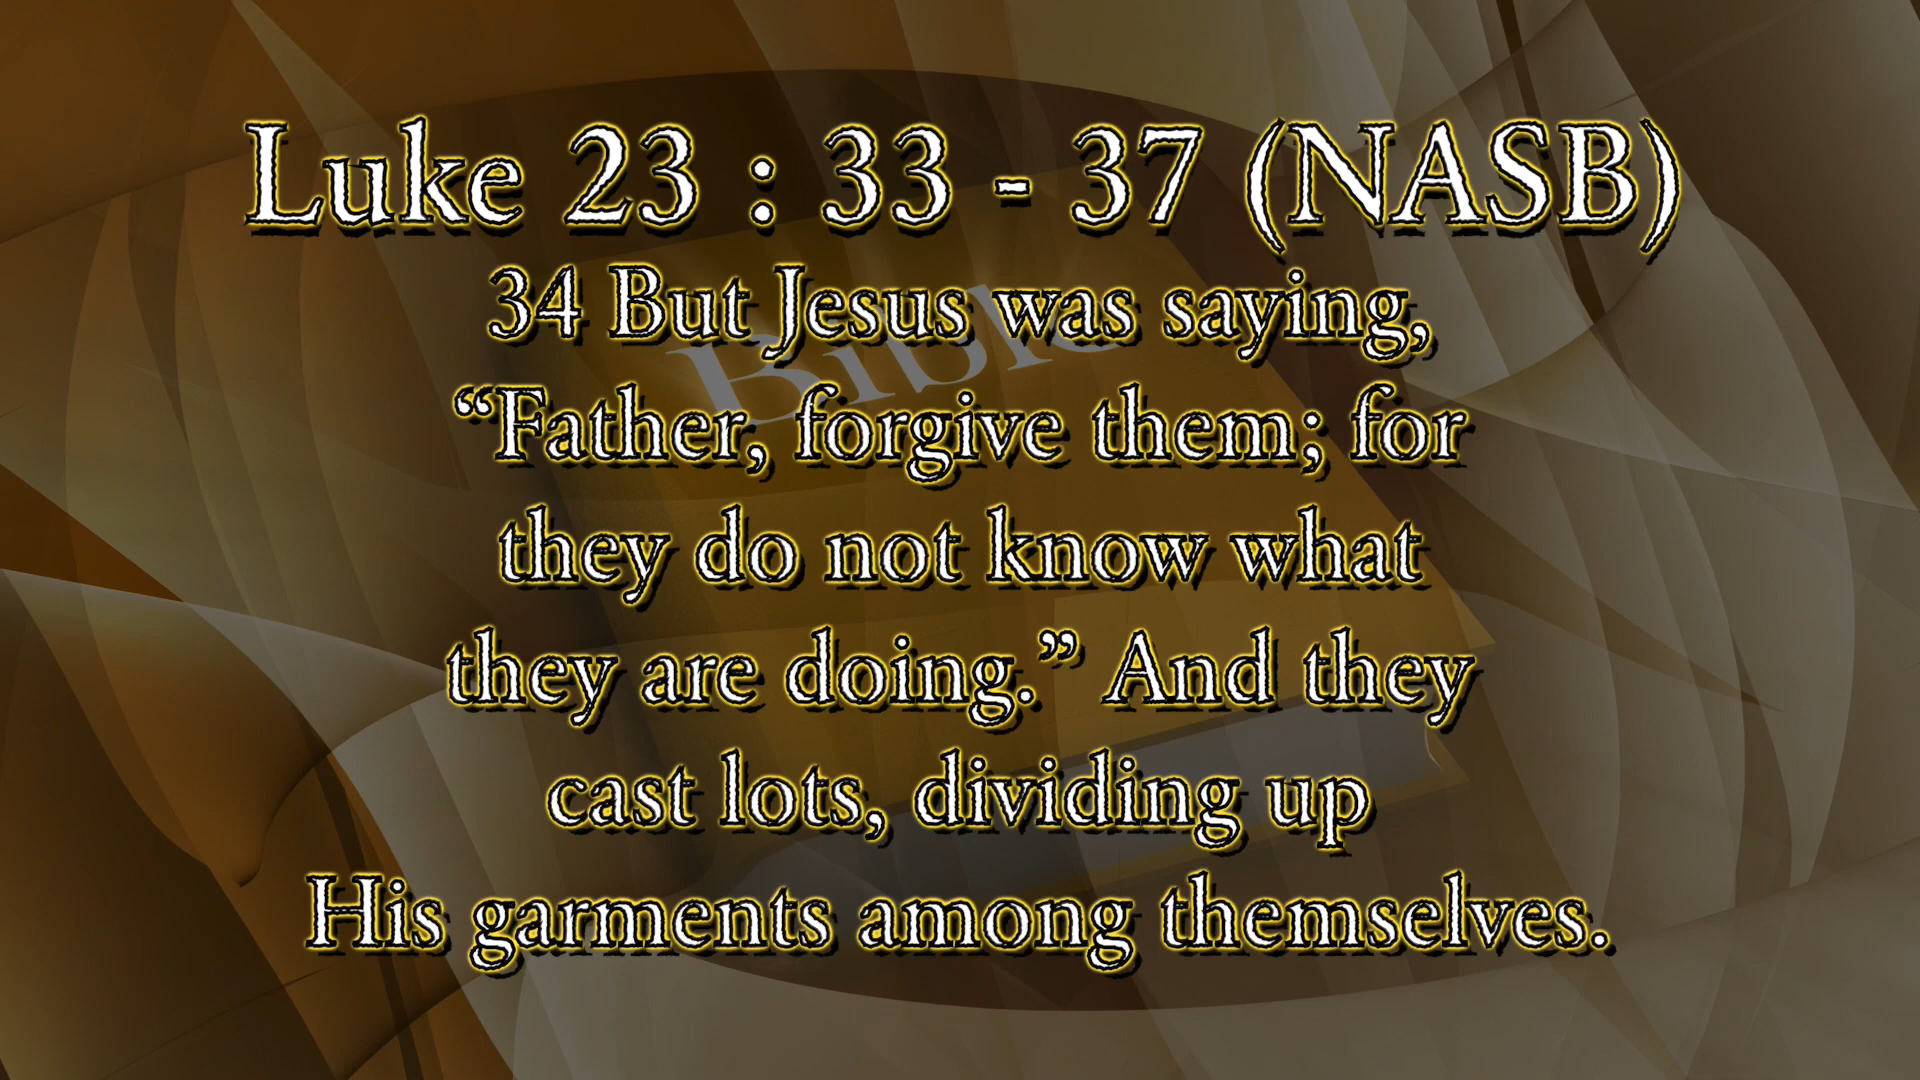 Luke 23 : 33 - 37 (NASB)
34 But Jesus was saying,
“Father, forgive them; for
they do not know what
they are doing.” And they
cast lots, dividing up
His garments among themselves.
Bible